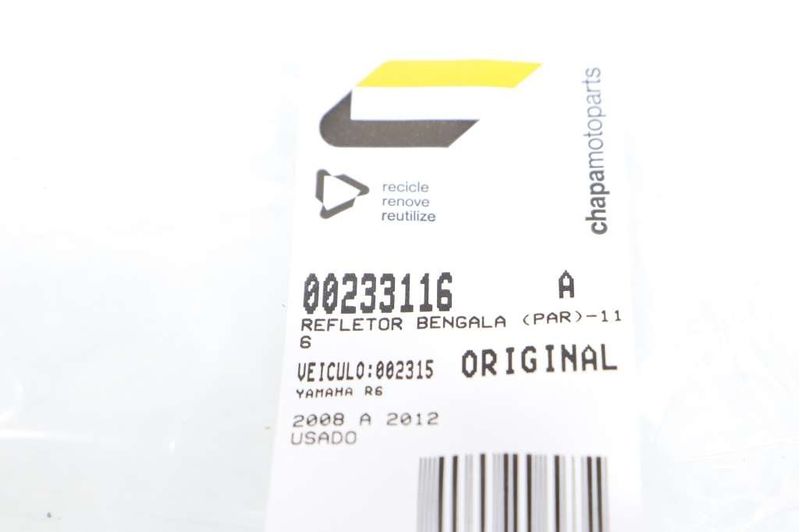 chapamotoparts
recicle
renove
reutilize
00233116 A
REFLETOR BENGALA (PAR)-11
6
VEICULO:002315 ORIGINAL
YAMAHA R6
2008 A 2012
USADO